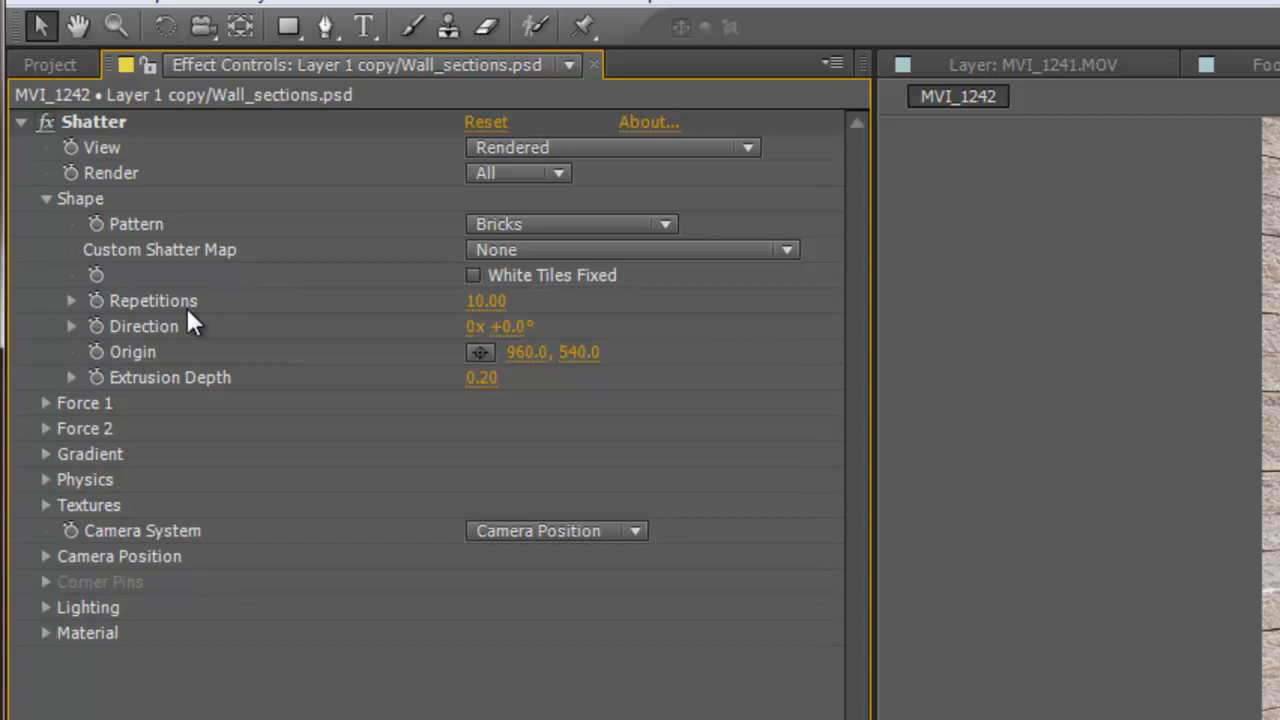 Project
Effect Controls: Layer 1 copy/Wall_sections.psd
Layer: MVI_1241.MOV
Foo
MVI_1242 • Layer 1 copy/Wall_sections.psd
MVI_1242
fx Shatter Reset About...
View Rendered
Render All
Shape
Pattern Bricks
Custom Shatter Map None
White Tiles Fixed
Repetitions 10.00
Direction 0x +0.0°
Origin 960.0, 540.0
Extrusion Depth 0.20
Force 1
Force 2
Gradient
Physics
Textures
Camera System Camera Position
Camera Position
Corner Pins
Lighting
Material